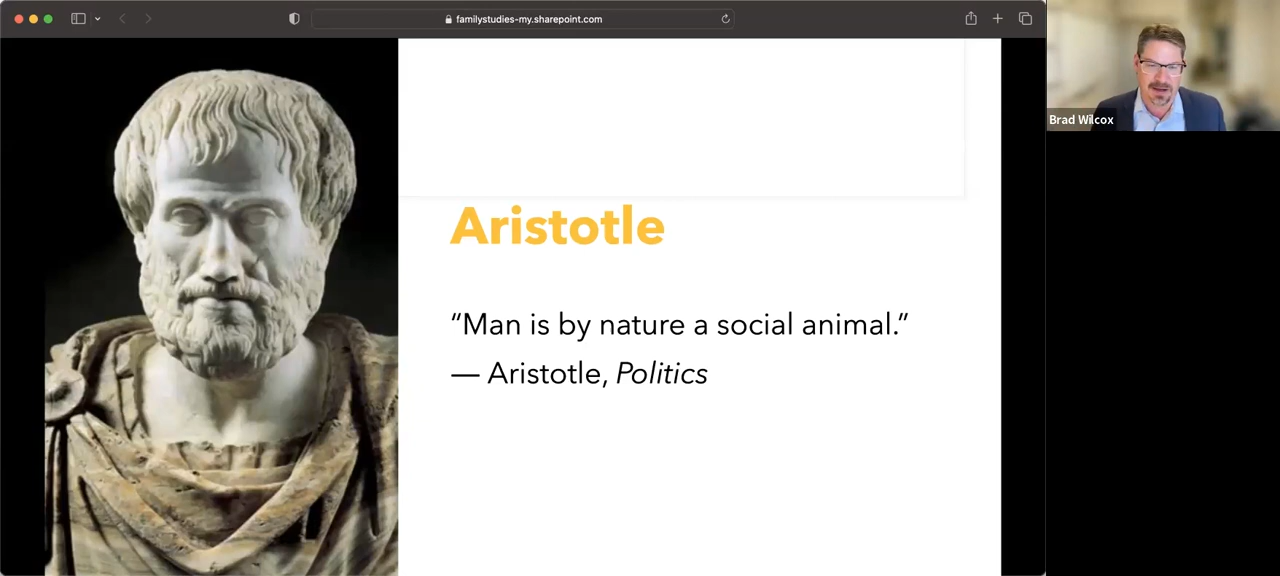 familystudies-my.sharepoint.com
Brad Wilcox
Aristotle
“Man is by nature a social animal.”
— Aristotle, Politics